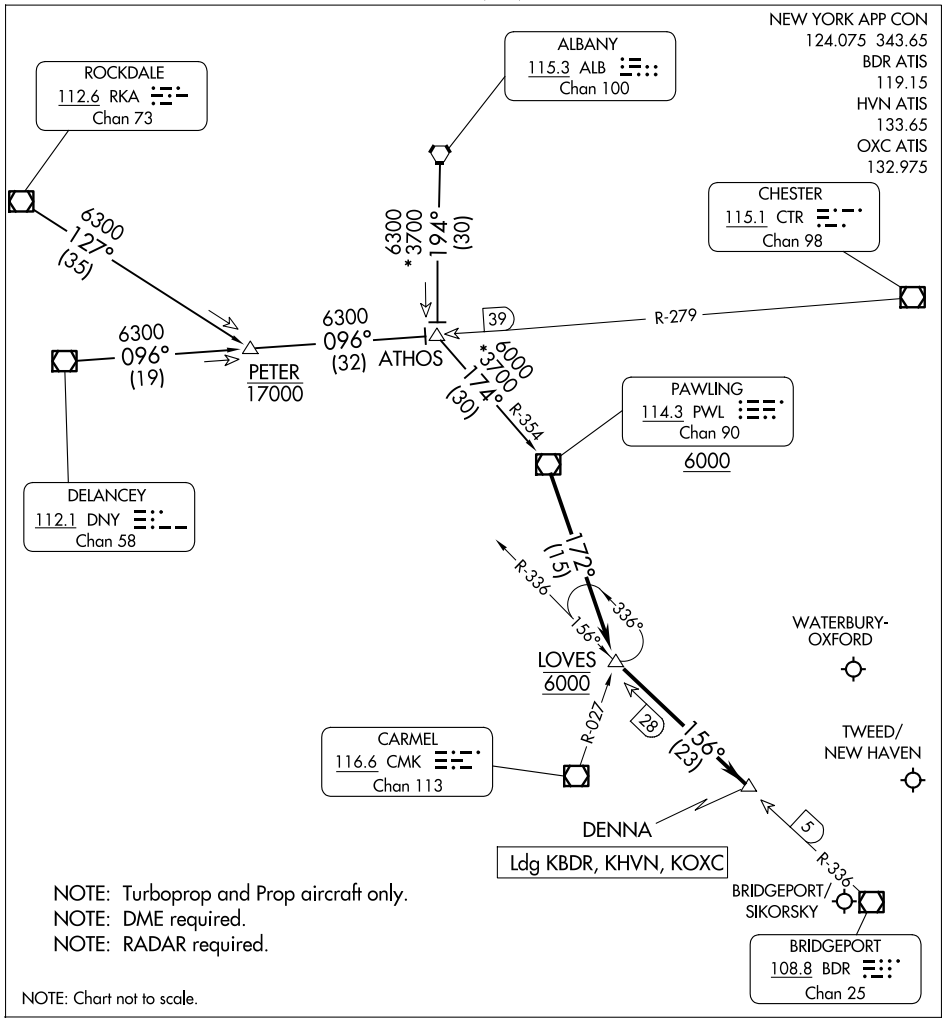 NEW YORK APP CON
124.075 343.65
BDR ATIS
119.15
HVN ATIS
133.65
OXC ATIS
132.975
ALBANY
115.3 ALB
Chan 100
ROCKDALE
112.6 RKA
Chan 73
CHESTER
115.1 CTR
Chan 98
6300
127°
(35)
6300
*3700
194°
(30)
39
R-279
6300
096°
(19)
PETER
17000
6300
096°
(32)
ATHOS
6000
*3700
174°
(30)
R-354
PAWLING
114.3 PWL
Chan 90
6000
DELANCEY
112.1 DNY
Chan 58
172°
(15)
R-336
156°
336°
LOVES
6000
WATERBURY-
OXFORD
R-027
28
156°
(23)
CARMEL
116.6 CMK
Chan 113
TWEED/
NEW HAVEN
DENNA
Ldg KBDR, KHVN, KOXC
5
R-336
BRIDGEPORT/
SIKORSKY
BRIDGEPORT
108.8 BDR
Chan 25
NOTE: Turboprop and Prop aircraft only.
NOTE: DME required.
NOTE: RADAR required.
NOTE: Chart not to scale.